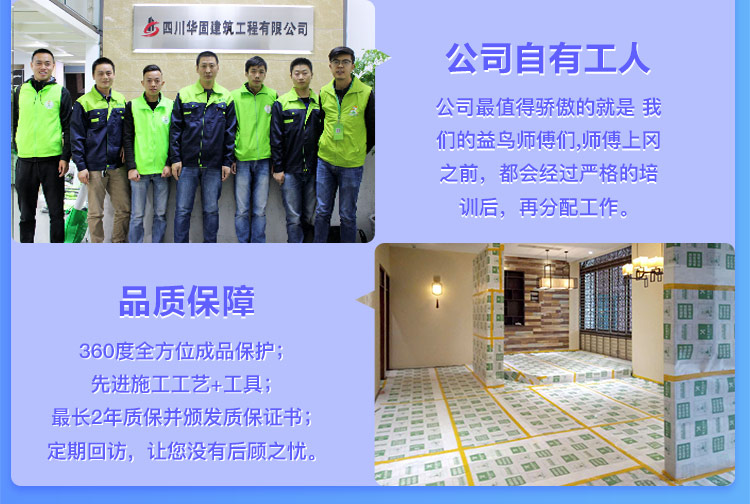 四川华固建筑工程有限公司
公司自有工人
公司最值得骄傲的就是 我
们的益鸟师傅们,师傅上冈
之前，都会经过严格的培
训后，再分配工作。
品质保障
360度全方位成品保护；
先进施工工艺+工具；
最长2年质保并颁发质保证书；
定期回访，让您没有后顾之忧。